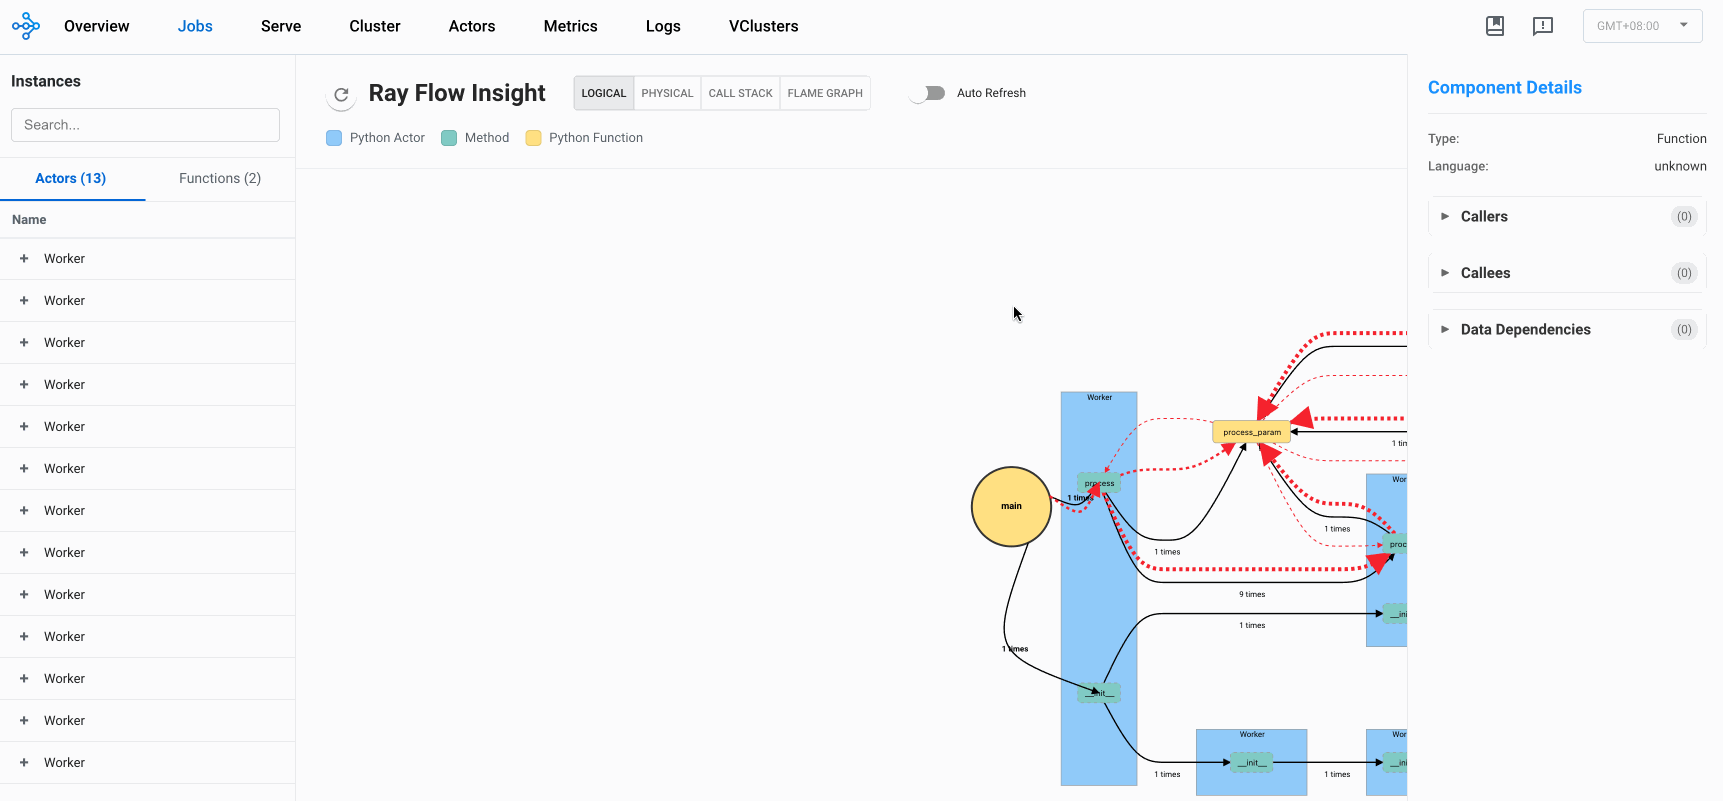 Overview Jobs Serve Cluster Actors Metrics Logs VClusters GMT+08:00
Instances
Search...
Actors (13) Functions (2)
Name
Worker
Worker
Worker
Worker
Worker
Worker
Worker
Worker
Worker
Worker
Worker
Worker
Worker
Ray Flow Insight LOGICAL PHYSICAL CALL STACK FLAME GRAPH Auto Refresh
Python Actor Method Python Function
Worker
process_param
1 tim
Wor
process
1 times
main
1 times
proc
1 times
9 times
__ini
1 times
1 times
__init__
Worker
Wor
__init__
__ini
1 times
1 times
Component Details
Type: Function
Language: unknown
Callers (0)
Callees (0)
Data Dependencies (0)